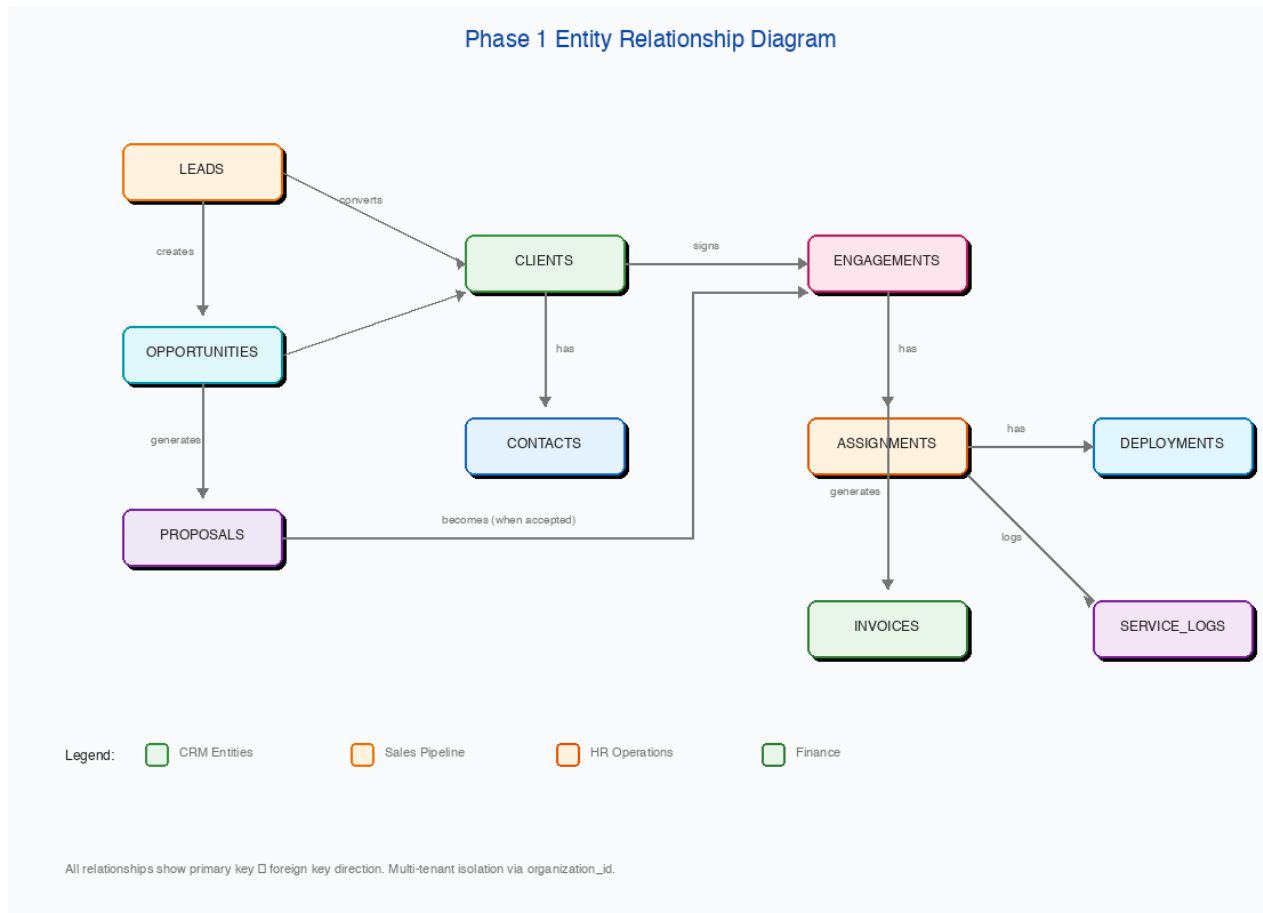 Phase 1 Entity Relationship Diagram
LEADS
converts
creates
CLIENTS
signs
ENGAGEMENTS
OPPORTUNITIES
has
has
generates
CONTACTS
ASSIGNMENTS
has
DEPLOYMENTS
generates
PROPOSALS
becomes (when accepted)
logs
INVOICES
SERVICE_LOGS
Legend:
CRM Entities
Sales Pipeline
HR Operations
Finance
All relationships show primary key □ foreign key direction. Multi-tenant isolation via organization_id.